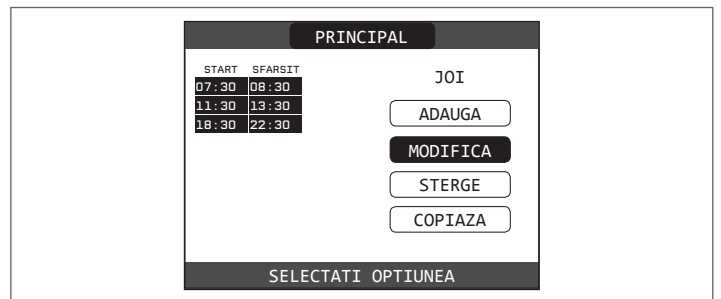 PRINCIPAL
START SFARSIT
07:30 08:30
11:30 13:30
18:30 22:30
JOI
ADAUGA
MODIFICA
STERGE
COPIAZA
SELECTATI OPTIUNEA